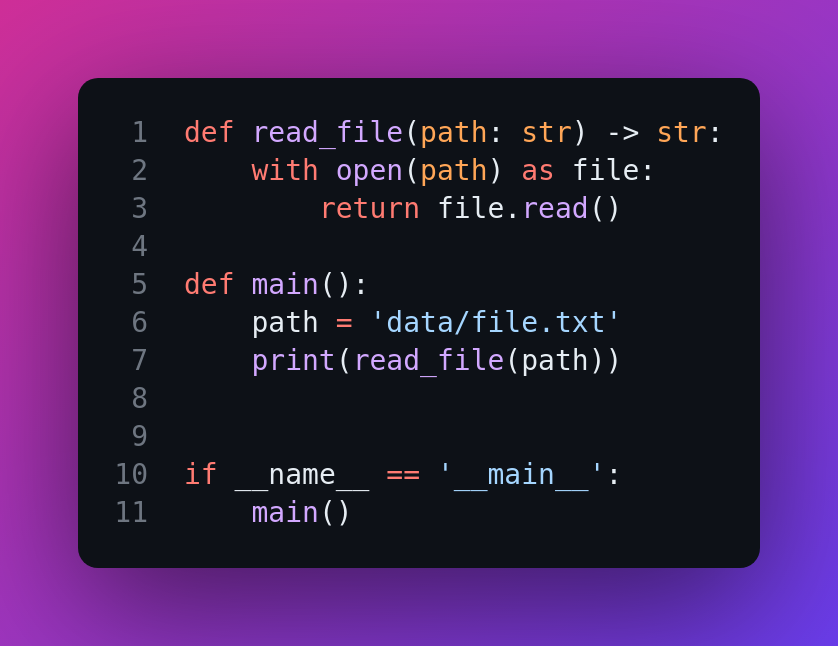 1 def read_file(path: str) -> str:
2     with open(path) as file:
3         return file.read()
4
5 def main():
6     path = 'data/file.txt'
7     print(read_file(path))
8
9
10 if __name__ == '__main__':
11     main()